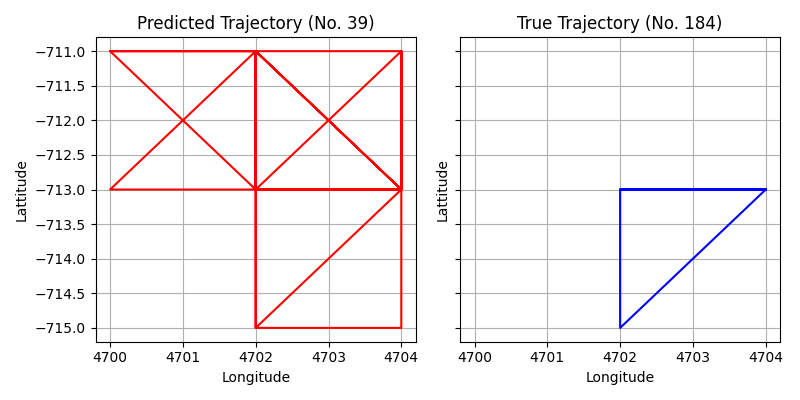 Predicted Trajectory (No. 39)
Lattitude
−711.0
−711.5
−712.0
−712.5
−713.0
−713.5
−714.0
−714.5
−715.0
4700 4701 4702 4703 4704
Longitude
True Trajectory (No. 184)
Lattitude
4700 4701 4702 4703 4704
Longitude